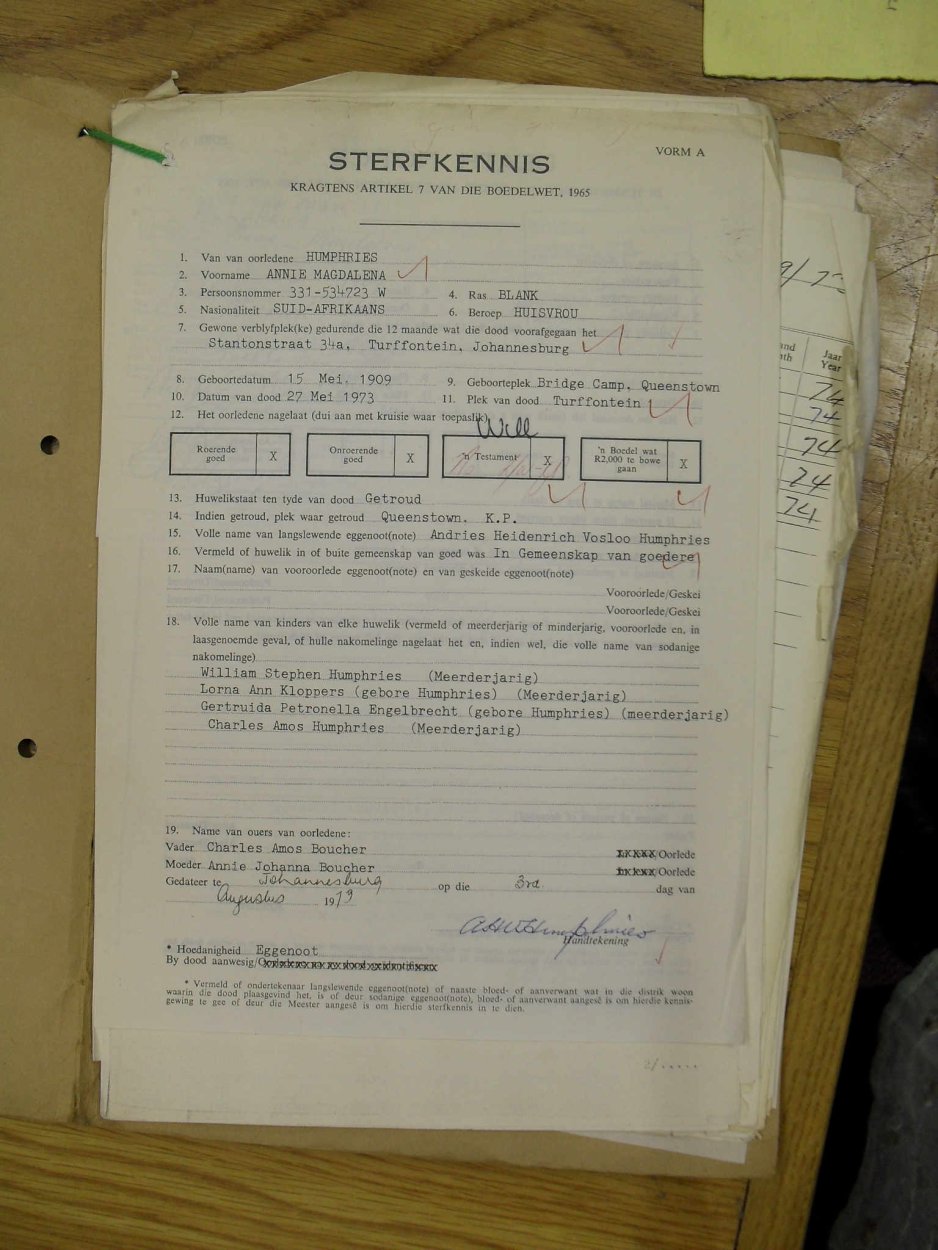 VORM A
STERFKENNIS
KRAGTENS ARTIKEL 7 VAN DIE BOEDELWET, 1965
1. Van van oorledene HUMPHRIES
2. Voorname ANNIE MAGDALENA
3. Persoonsnommer 331-534723 W 4. Ras BLANK
5. Nasionaliteit SUID-AFRIKAANS 6. Beroep HUISVROU
7. Gewone verblyfplek(ke) gedurende die 12 maande wat die dood voorafgegaan het
Stantonstraat 34a, Turffontein, Johannesburg
8. Geboortedatum 15 Mei. 1909 9. Geboorteplek Bridge Camp, Queenstown
10. Datum van dood 27 Mei 1973 11. Plek van dood Turffontein
12. Het oorledene nagelaat (dui aan met kruisie waar toepaslik)
Will
Roerende goed X Onroerende goed X 'n Testament X 'n Boedel wat R2,000 te bowe gaan X
13. Huwelikstaat ten tyde van dood Getroud
14. Indien getroud, plek waar getroud Queenstown. K.P.
15. Volle name van langslewende eggenoot(note) Andries Heidenrich Vosloo Humphries
16. Vermeld of huwelik in of buite gemeenskap van goed was In Gemeenskap van goedere
17. Naam(name) van vooroorlede eggenoot(note) en van geskeide eggenoot(note)
Vooroorlede/Geskei
Vooroorlede/Geskei
18. Volle name van kinders van elke huwelik (vermeld of meerderjarig of minderjarig, vooroorlede en, in
laasgenoemde geval, of hulle nakomelinge nagelaat het en, indien wel, die volle name van sodanige
nakomelinge)
William Stephen Humphries (Meerderjarig)
Lorna Ann Kloppers (gebore Humphries) (Meerderjarig)
Gertruida Petronella Engelbrecht (gebore Humphries) (meerderjarig)
Charles Amos Humphries (Meerderjarig)
19. Name van ouers van oorledene:
Vader Charles Amos Boucher Oorlede
Moeder Annie Johanna Boucher Oorlede
Gedateer te Johannesburg op die 3rd dag van
Augustus 1973
AHVHumphries
Handtekening
* Hoedanigheid Eggenoot
By dood aanwesig/
* Vermeld of ondertekenaar langslewende eggenoot(note) of naaste bloed- of aanverwant wat in die distrik woon
waarin die dood plaasgevind het, is of deur sodanige eggenoot(note), bloed- of aanverwant aangesê is om hierdie kennis-
gewing te gee of deur die Meester aangesê is om hierdie sterfkennis in te dien.
2/.....
Jaar
Year
74
74
74
74
74